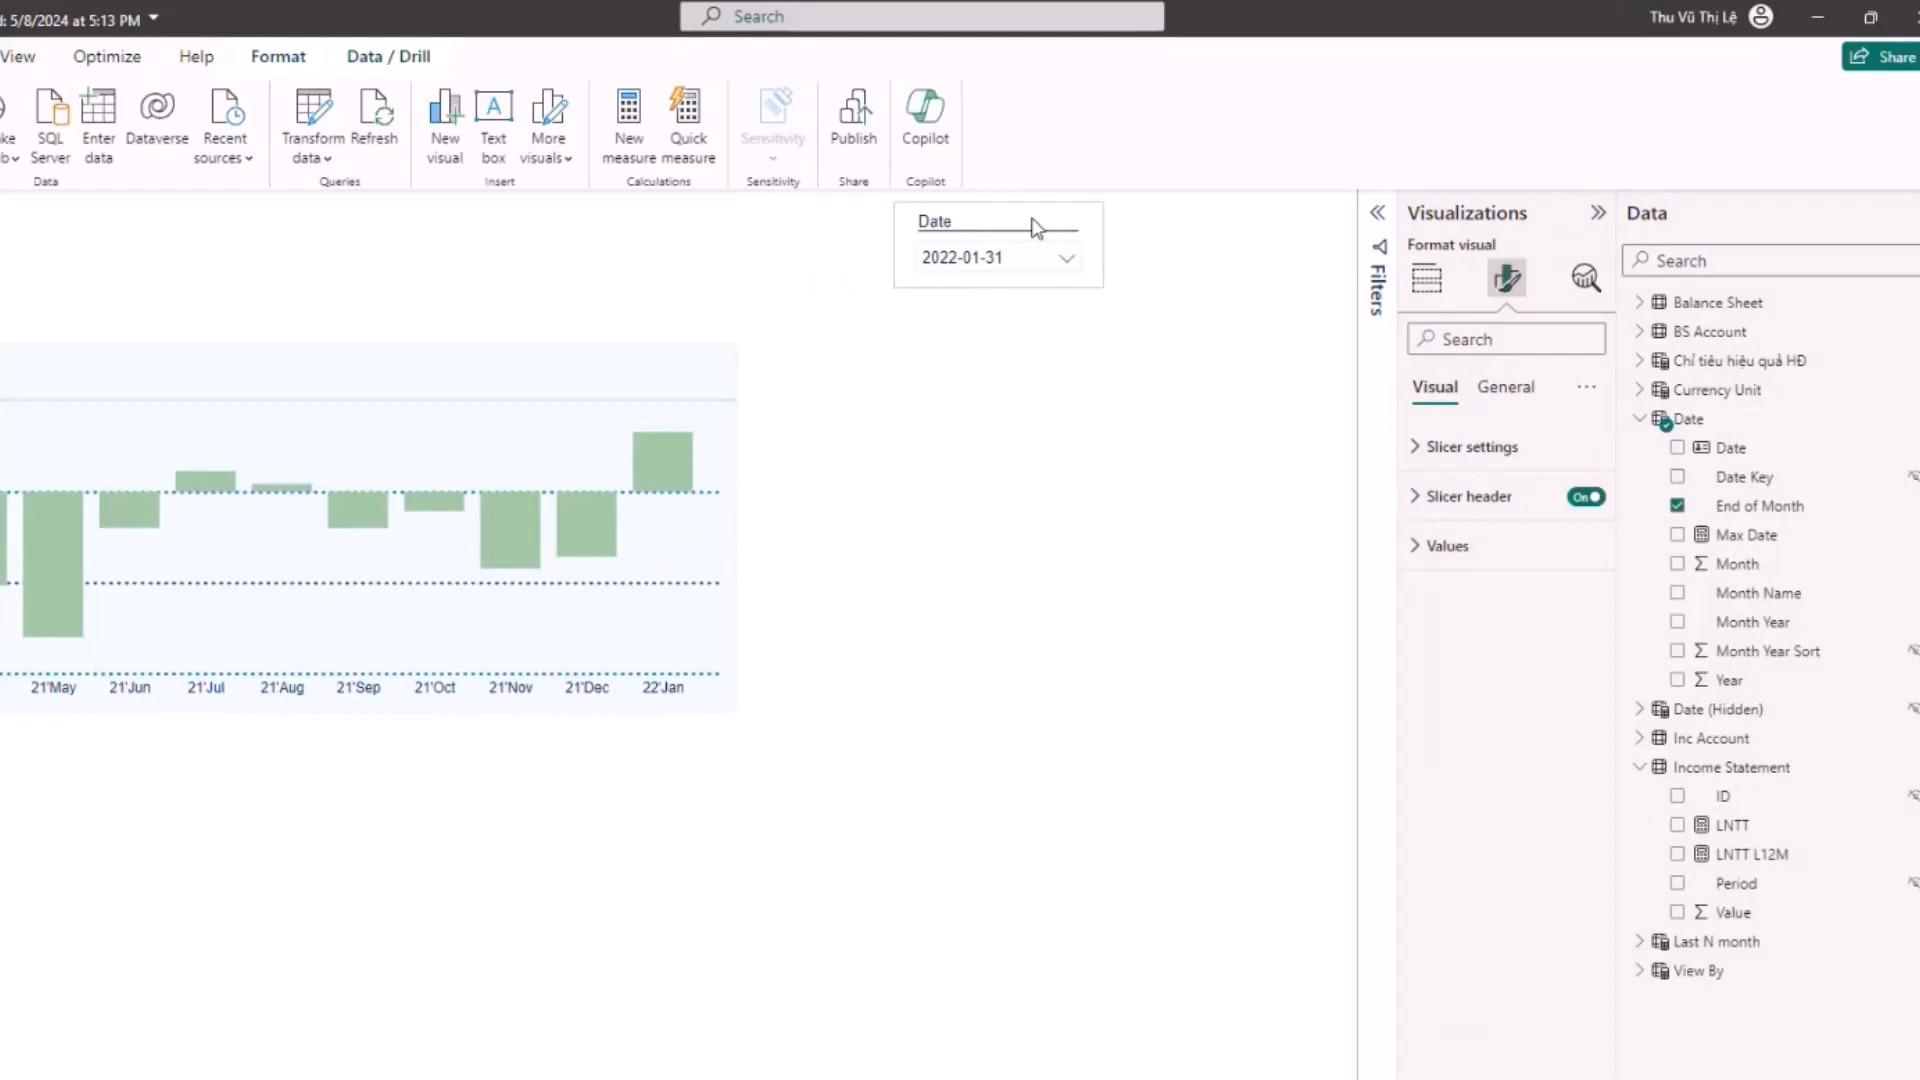 d: 5/8/2024 at 5:13 PM
Search
Thu Vũ Thị Lệ
View
Optimize
Help
Format
Data / Drill
Share
SQL Server
Enter data
Dataverse
Recent sources
Transform data
Refresh
New visual
Text box
More visuals
New measure
Quick measure
Sensitivity
Publish
Copilot
Data
Queries
Insert
Calculations
Sensitivity
Share
Copilot
Date
2022-01-31
21'May
21'Jun
21'Jul
21'Aug
21'Sep
21'Oct
21'Nov
21'Dec
22'Jan
Filters
Visualizations
Format visual
Search
Visual
General
Slicer settings
Slicer header
On
Values
Data
Search
Balance Sheet
BS Account
Chỉ tiêu hiệu quả HĐ
Currency Unit
Date
Date
Date Key
End of Month
Max Date
Month
Month Name
Month Year
Month Year Sort
Year
Date (Hidden)
Inc Account
Income Statement
ID
LNTT
LNTT L12M
Period
Value
Last N month
View By